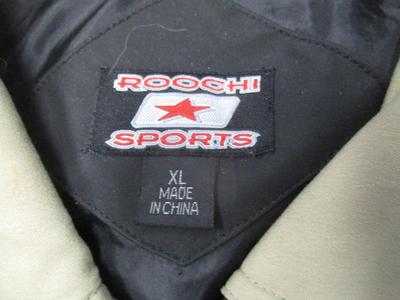 ROOCHI
SPORTS
XL
MADE
IN CHINA